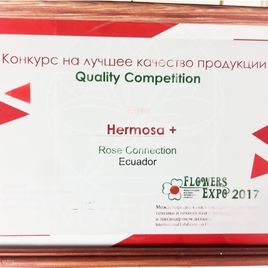 Конкурс на лучшее качество продукции
Quality Competition
Hermosa +
Rose Connection
Ecuador
FLOWERS
EXPO 2017